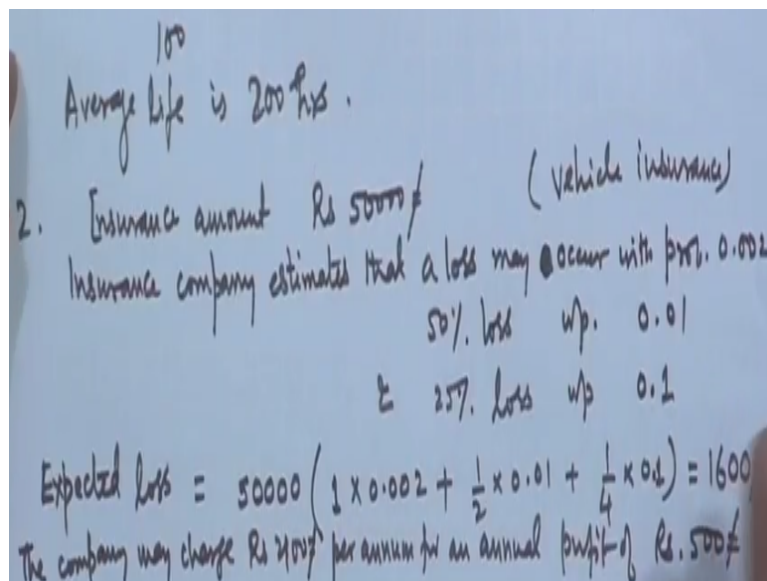 100
Average life is 200 hrs.
2. Insurance amount Rs 50000/ (vehicle insurance)
Insurance company estimates that a loss may occur with prob. 0.002
50% loss w/p. 0.01
& 25% loss w/p 0.1
Expected loss = 50000 ( 1 × 0.002 + 1/2 × 0.01 + 1/4 × 0.1 ) = 1600
The company may charge Rs 2100/ per annum for an annual profit of Rs. 500/